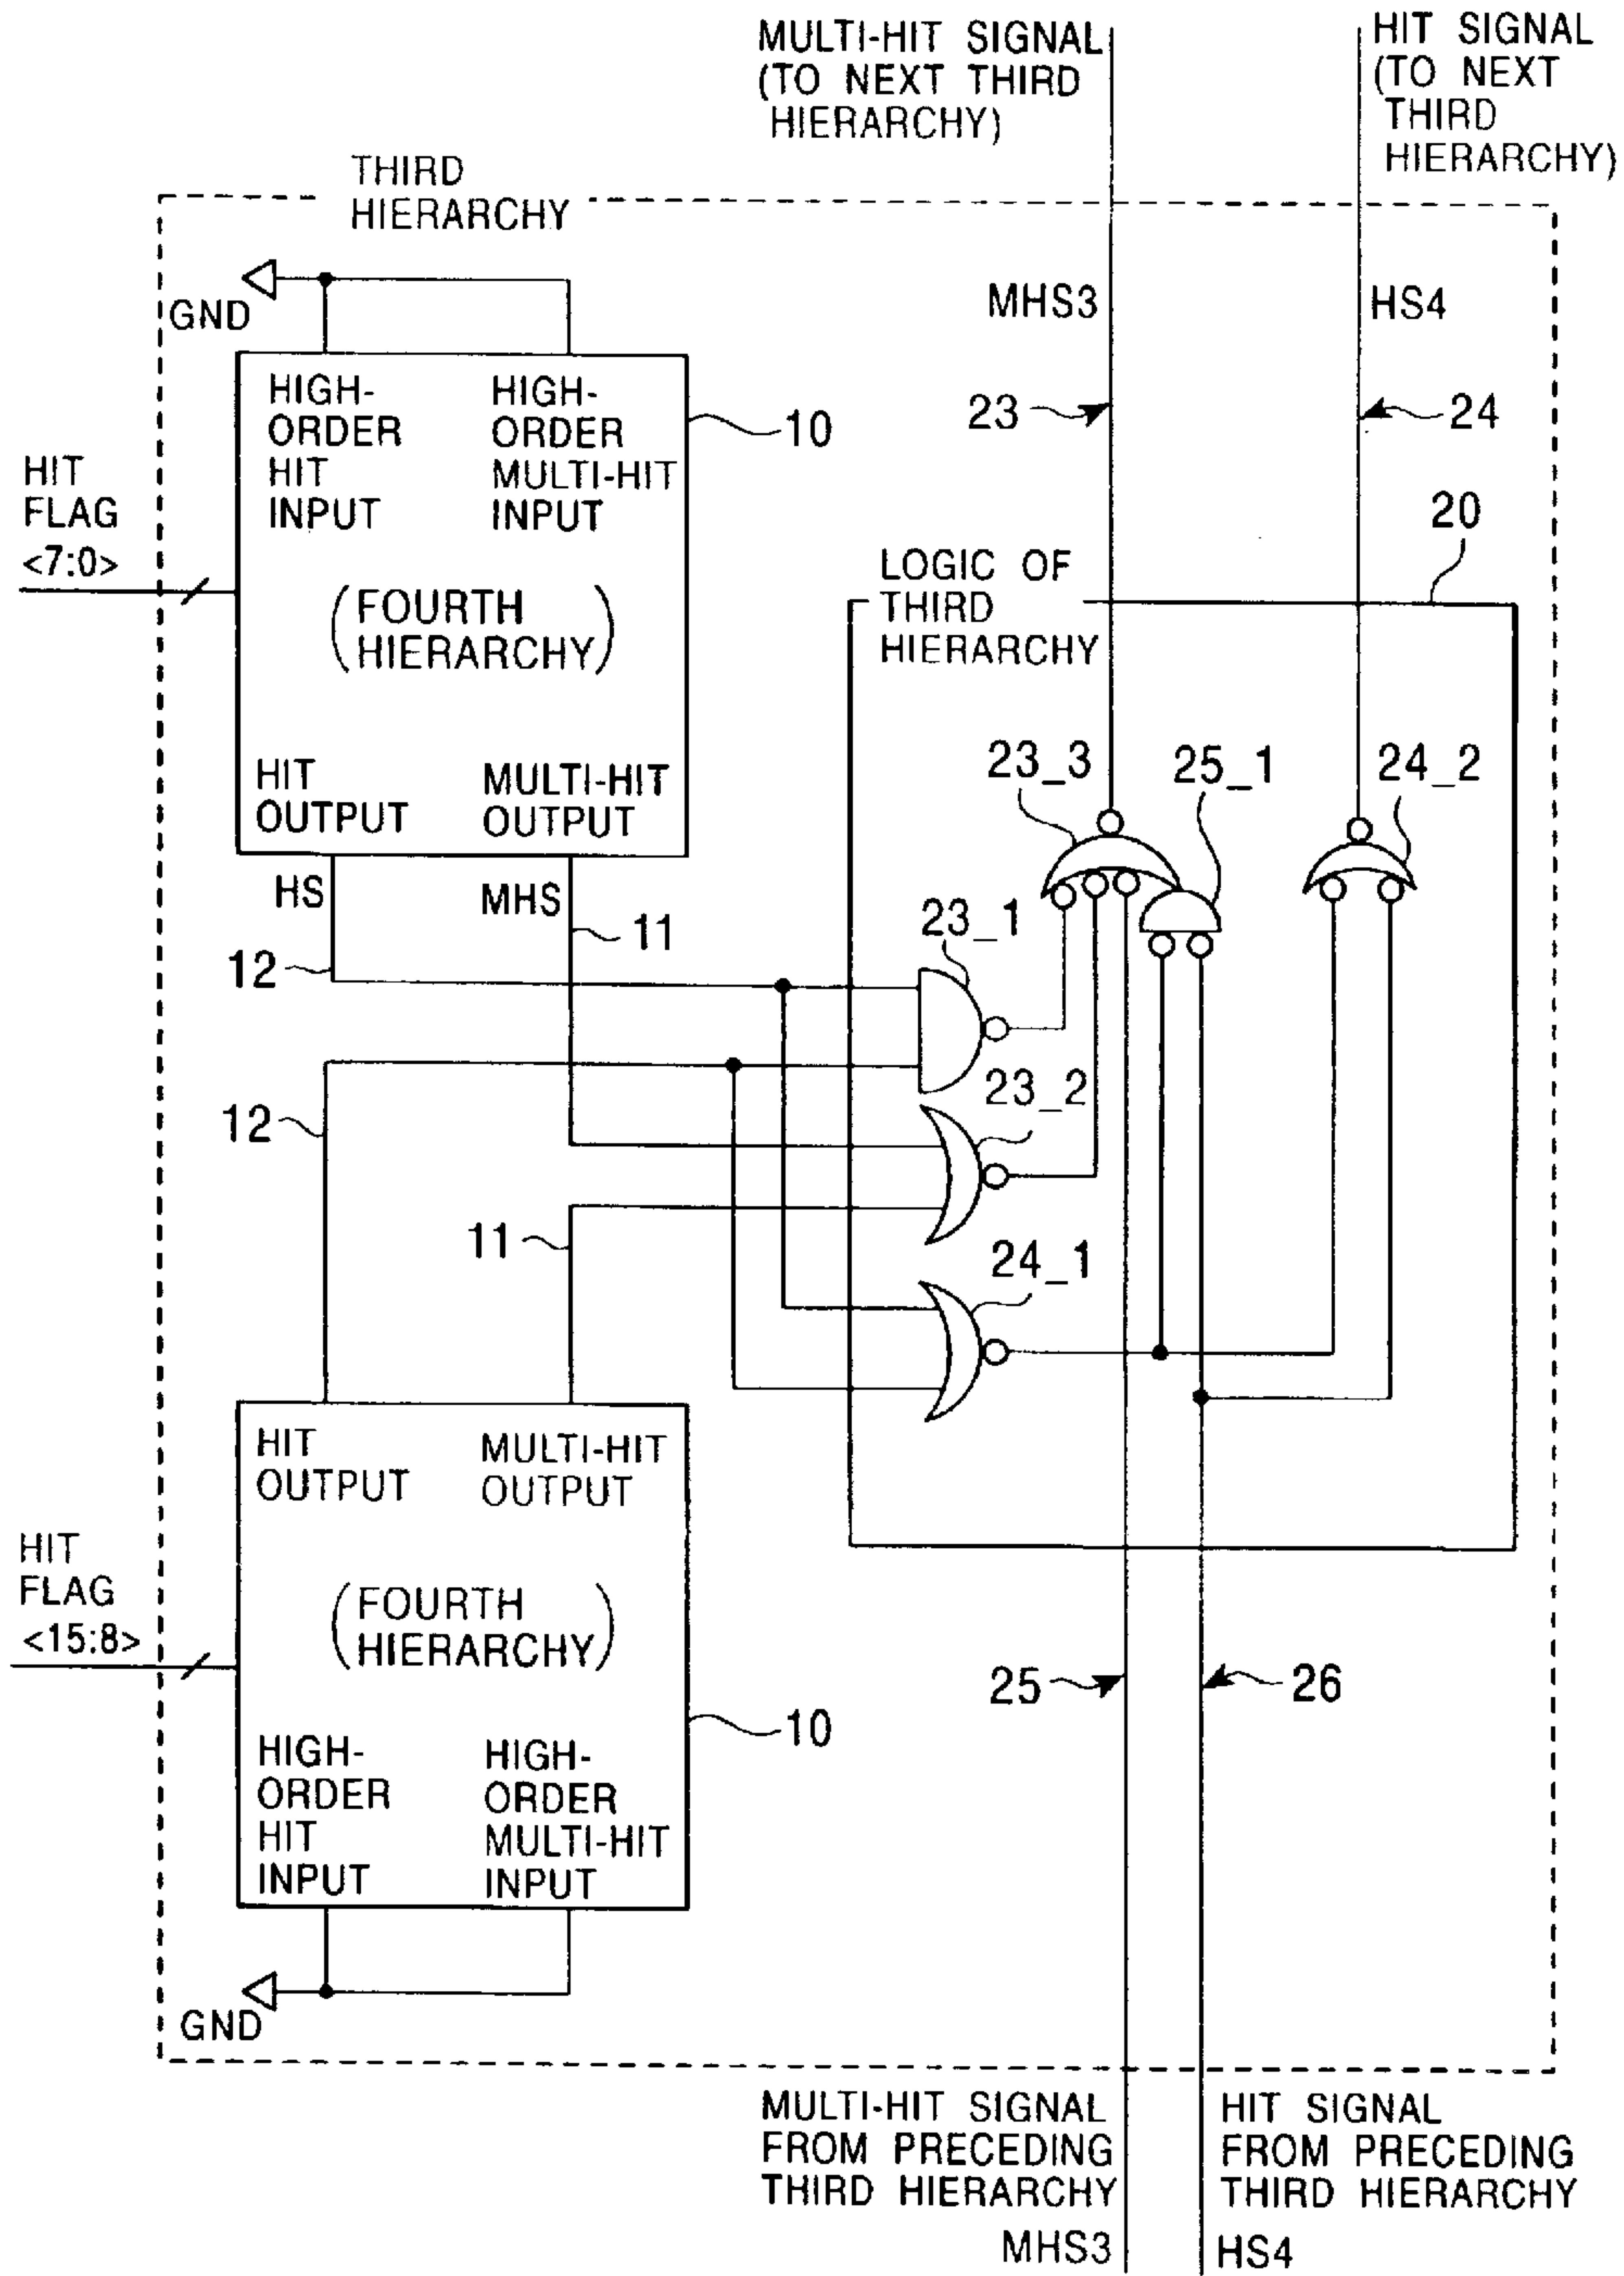 MULTI-HIT SIGNAL
(TO NEXT THIRD
HIERARCHY)
HIT SIGNAL
(TO NEXT
THIRD
HIERARCHY)
THIRD
HIERARCHY
GND
MHS3
HS4
HIGH-
ORDER
HIT
INPUT
HIGH-
ORDER
MULTI-HIT
INPUT
10
23
24
HIT
FLAG
<7:0>
(FOURTH
HIERARCHY)
20
LOGIC OF
THIRD
HIERARCHY
HIT
OUTPUT
MULTI-HIT
OUTPUT
23_3
25_1
24_2
HS
MHS
11
12
23_1
12
23_2
11
24_1
HIT
OUTPUT
MULTI-HIT
OUTPUT
HIT
FLAG
<15:8>
(FOURTH
HIERARCHY)
25
26
10
HIGH-
ORDER
HIT
INPUT
HIGH-
ORDER
MULTI-HIT
INPUT
GND
MULTI-HIT SIGNAL
FROM PRECEDING
THIRD HIERARCHY
MHS3
HIT SIGNAL
FROM PRECEDING
THIRD HIERARCHY
HS4